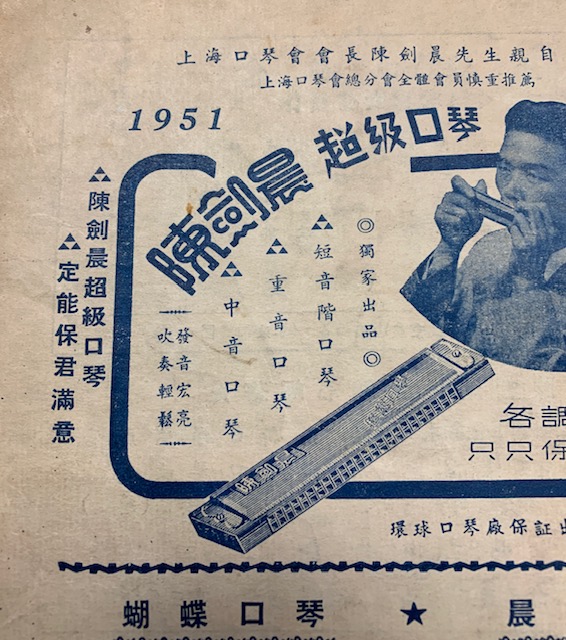 上海口琴會會長陳劍晨先生親自
上海口琴會總分會全體會員慎重推薦
1951
陳劍晨 超級口琴
◎獨家出品◎
短音階口琴
重音口琴
中音口琴
發音宏亮
吹奏輕鬆
陳劍晨超級口琴
定能保君滿意
陳劍晨
各調
只只保
環球口琴廠保証出
蝴蝶口琴 ★ 晨